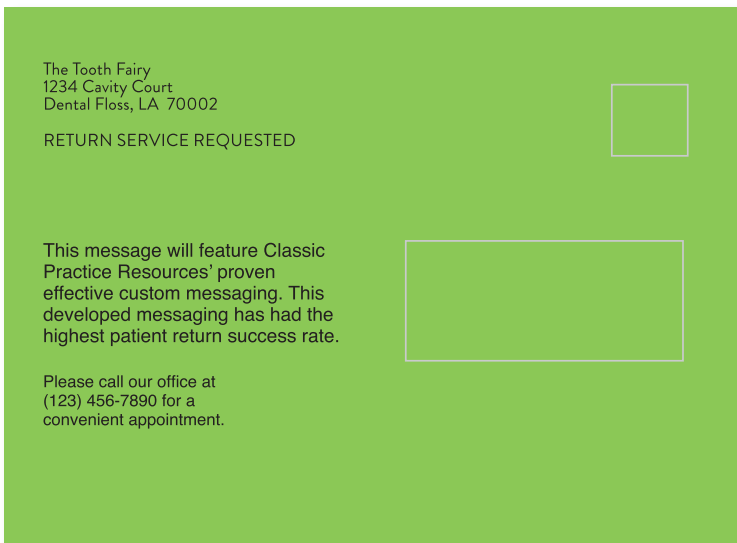 The Tooth Fairy
1234 Cavity Court
Dental Floss, LA  70002
RETURN SERVICE REQUESTED
This message will feature Classic
Practice Resources’ proven
effective custom messaging. This
developed messaging has had the
highest patient return success rate.
Please call our office at
(123) 456-7890 for a
convenient appointment.